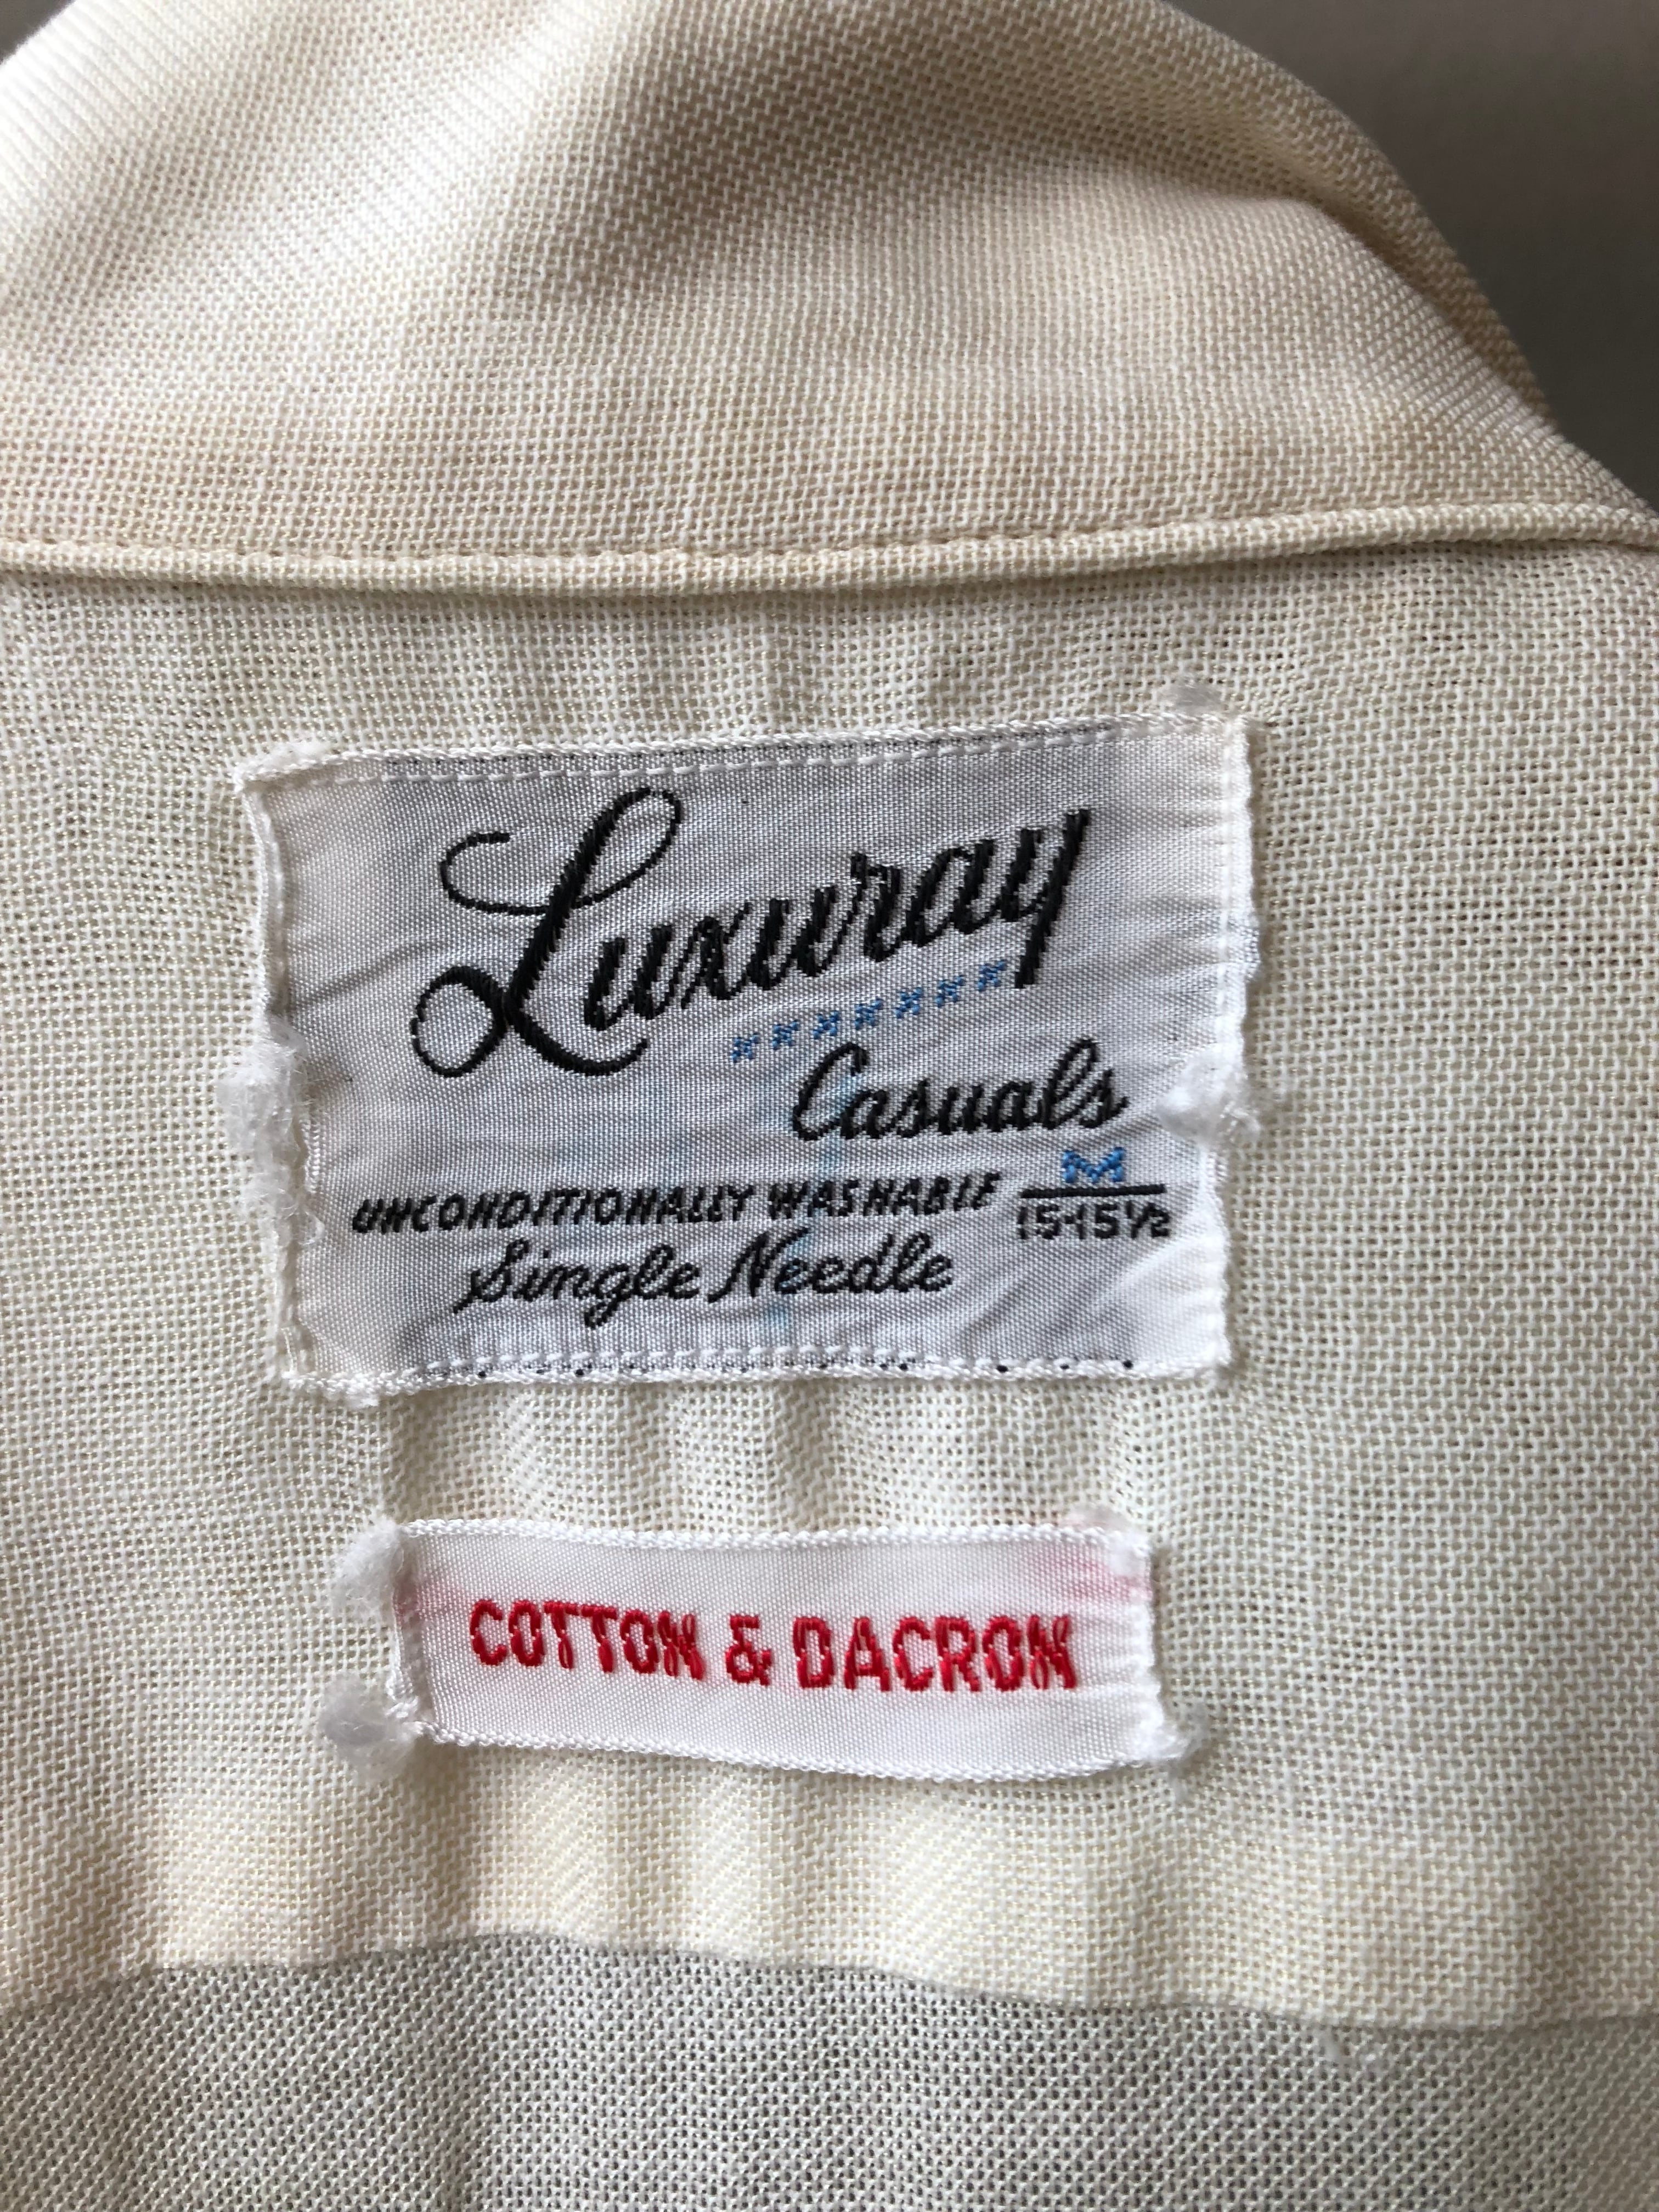 Luxuray
Casuals
UNCONDITIONALLY WASHABLE
M
15-15½
Single Needle
COTTON & DACRON